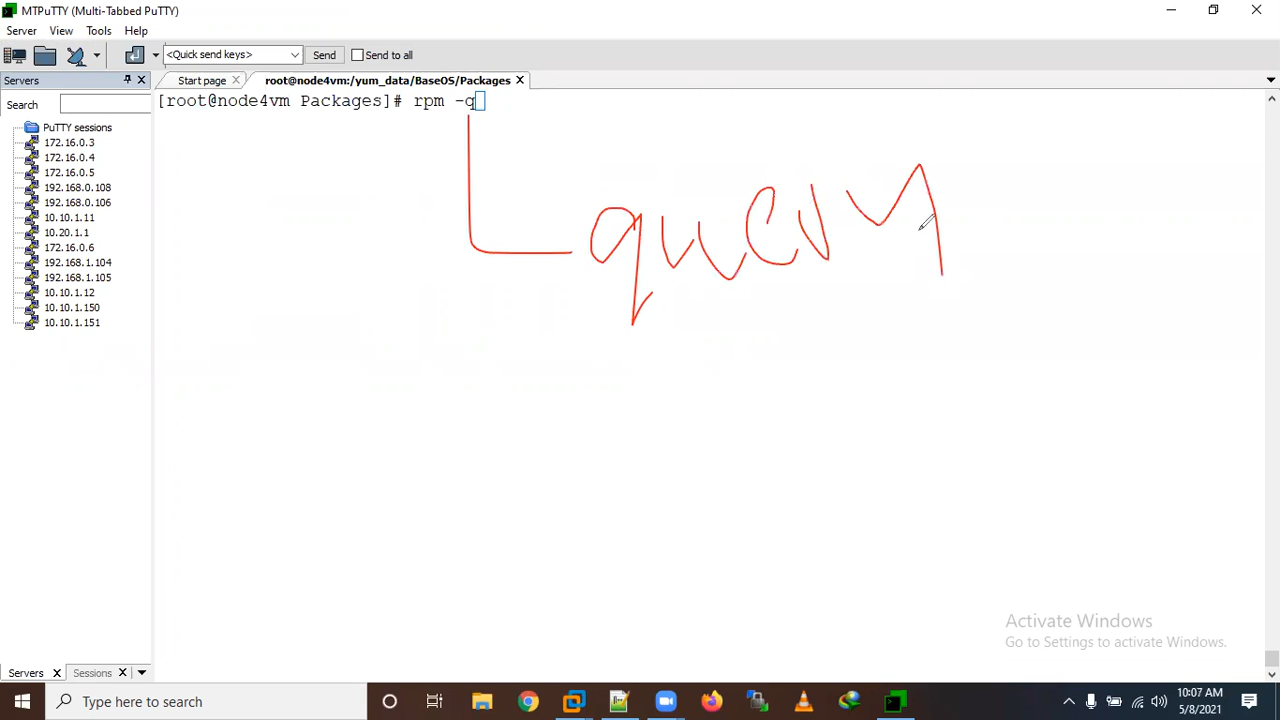 MTPuTTY (Multi-Tabbed PuTTY)
Server View Tools Help
<Quick send keys> Send Send to all
Servers
Start page root@node4vm:/yum_data/BaseOS/Packages
Search
[root@node4vm Packages]# rpm -q
PuTTY sessions
172.16.0.3
172.16.0.4
172.16.0.5
192.168.0.108
192.168.0.106
10.10.1.11
10.20.1.1
172.16.0.6
192.168.1.104
192.168.1.105
10.10.1.12
10.10.1.150
10.10.1.151
query
Activate Windows
Go to Settings to activate Windows.
Servers Sessions
Type here to search
10:07 AM
5/8/2021